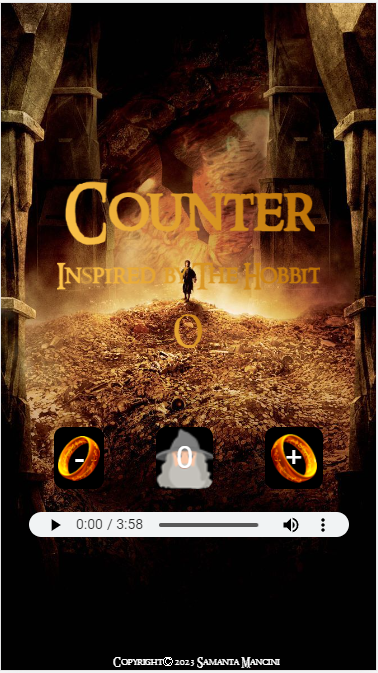 Counter
Inspired by The Hobbit
0
- 0 +
0:00 / 3:58
Copyright© 2023 Samanta Mancini